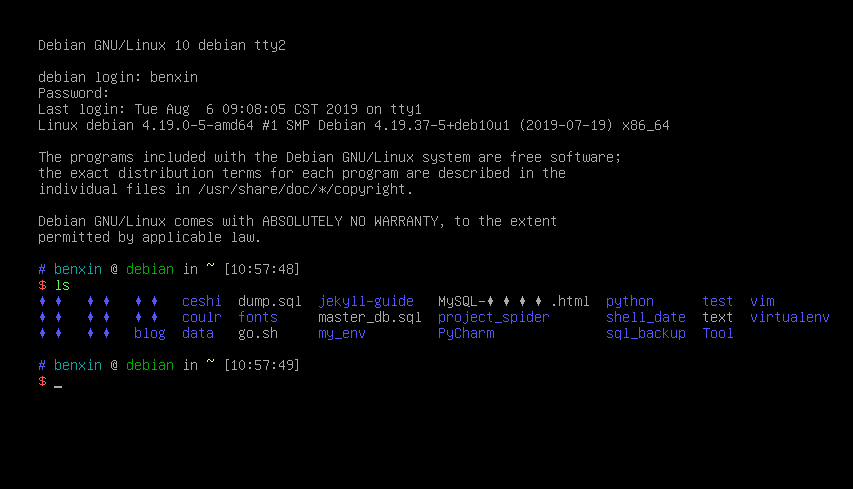 Debian GNU/Linux 10 debian tty2
debian login: benxin
Password:
Last login: Tue Aug  6 09:08:05 CST 2019 on tty1
Linux debian 4.19.0-5-amd64 #1 SMP Debian 4.19.37-5+deb10u1 (2019-07-19) x86_64
The programs included with the Debian GNU/Linux system are free software;
the exact distribution terms for each program are described in the
individual files in /usr/share/doc/*/copyright.
Debian GNU/Linux comes with ABSOLUTELY NO WARRANTY, to the extent
permitted by applicable law.
# benxin @ debian in ~ [10:57:48]
$ ls
♦ ♦   ♦ ♦   ♦ ♦   ceshi  dump.sql  jekyll-guide   MySQL-♦ ♦ ♦ ♦ .html  python      test  vim
♦ ♦   ♦ ♦   ♦ ♦   coulr  fonts     master_db.sql  project_spider       shell_date  text  virtualenv
♦ ♦   ♦ ♦   blog  data   go.sh     my_env         PyCharm              sql_backup  Tool
# benxin @ debian in ~ [10:57:49]
$ _